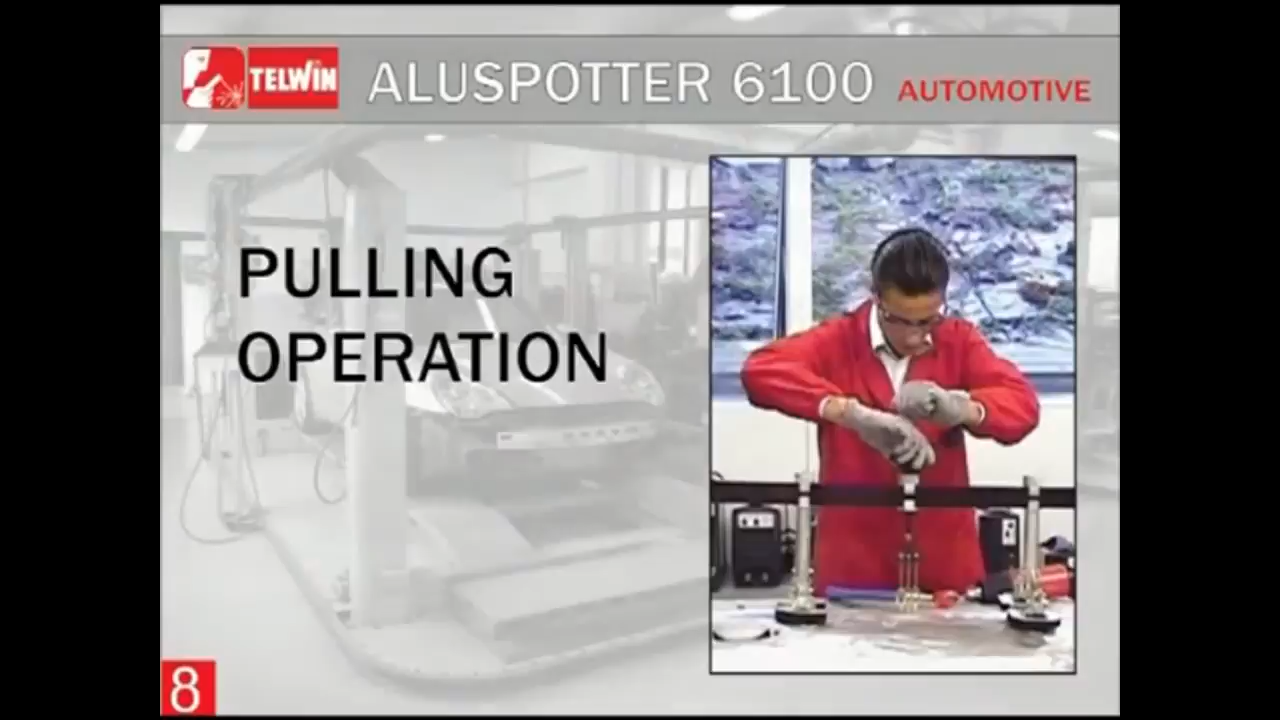 TELWIN
ALUSPOTTER 6100 AUTOMOTIVE
PULLING
OPERATION
8